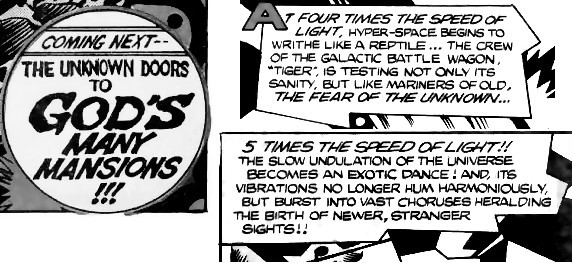 COMING NEXT--
THE UNKNOWN DOORS
TO
GOD'S
MANY
MANSIONS
!!!
AT FOUR TIMES THE SPEED OF
LIGHT, HYPER-SPACE BEGINS TO
WRITHE LIKE A REPTILE... THE CREW
OF THE GALACTIC BATTLE WAGON,
"TIGER", IS TESTING NOT ONLY ITS
SANITY, BUT LIKE MARINERS OF OLD,
THE FEAR OF THE UNKNOWN...
5 TIMES THE SPEED OF LIGHT!!
THE SLOW UNDULATION OF THE UNIVERSE
BECOMES AN EXOTIC DANCE! AND, ITS
VIBRATIONS NO LONGER HUM HARMONIOUSLY,
BUT BURST INTO VAST CHORUSES HERALDING
THE BIRTH OF NEWER, STRANGER
SIGHTS!!